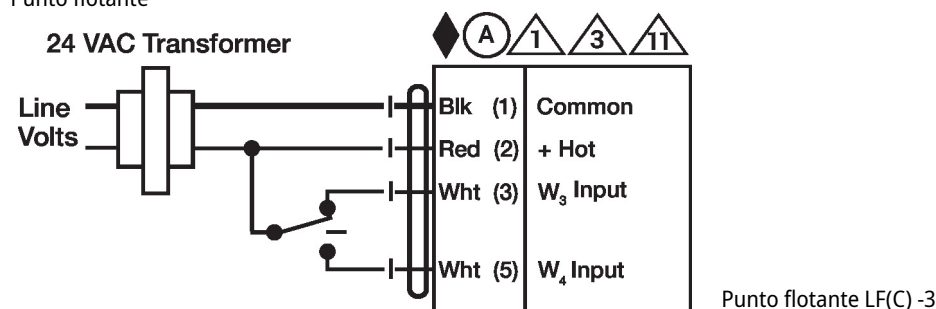 Punto flotante
24 VAC Transformer
A 1 3 11
Line Volts
Blk (1) Common
Red (2) + Hot
Wht (3) W₃ Input
Wht (5) W₄ Input
Punto flotante LF(C) -3